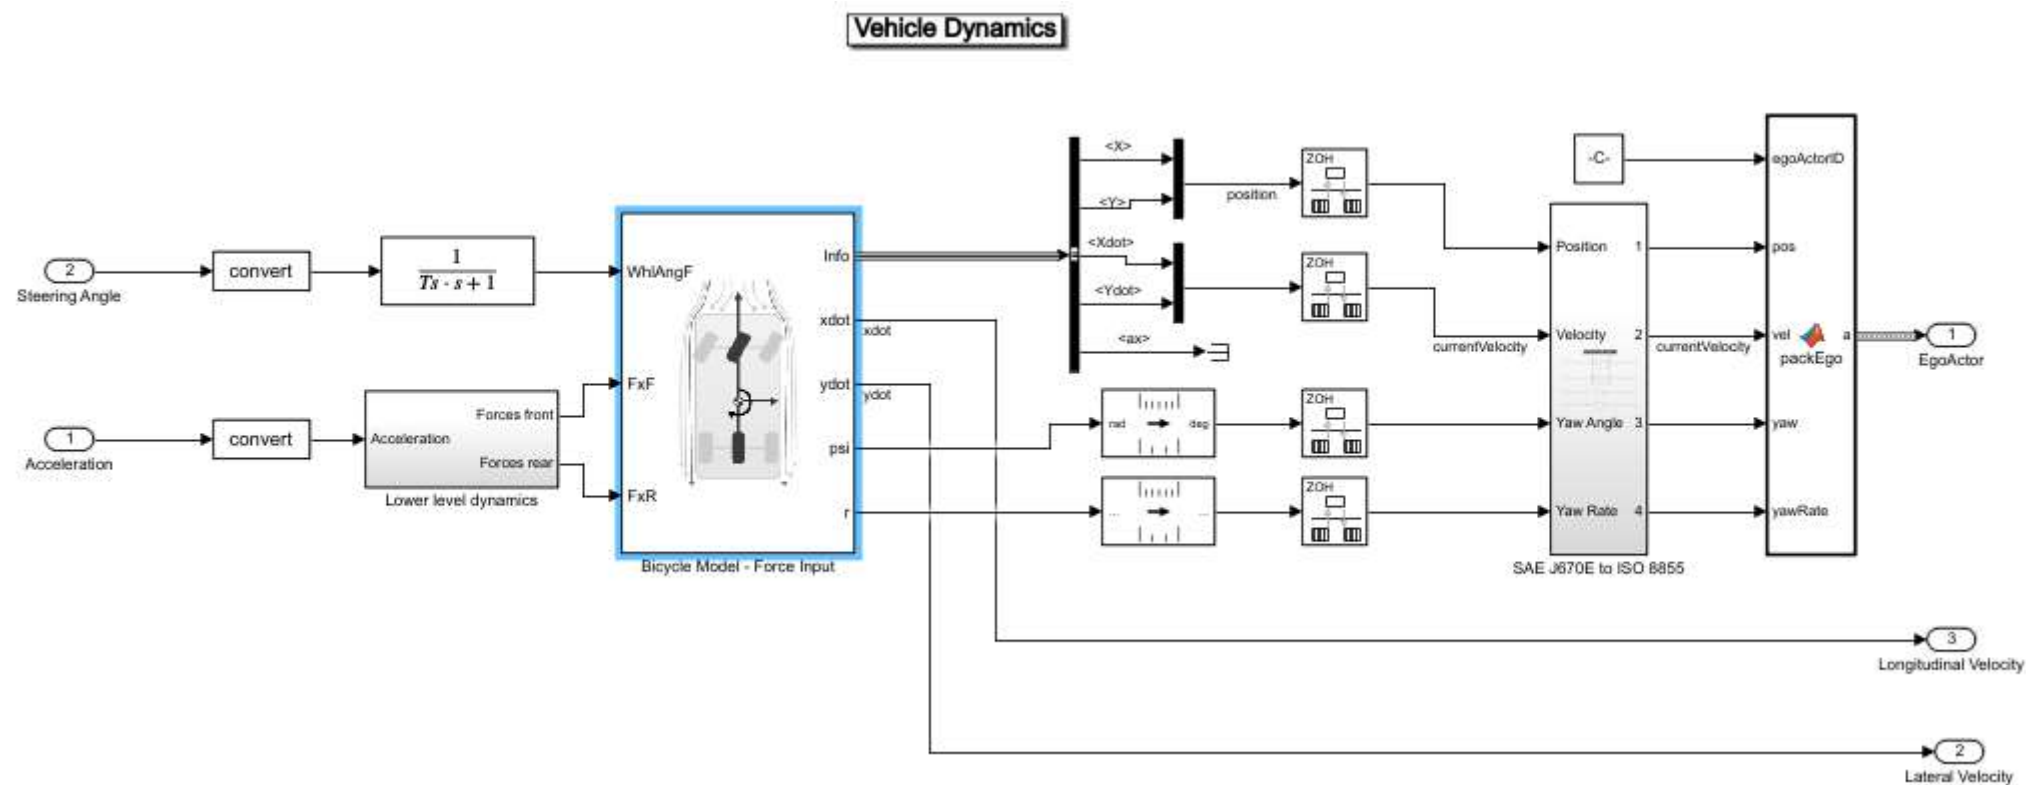 Vehicle Dynamics
2
Steering Angle
convert
1
Ts · s + 1
1
Acceleration
convert
Acceleration
Forces front
Forces rear
Lower level dynamics
WhlAngF
FxF
FxR
Info
xdot
ydot
psi
r
Bicycle Model - Force Input
xdot
ydot
<X>
<Y>
<Xdot>
<Ydot>
<ax>
position
ZOH
ZOH
rad
deg
ZOH
...
...
ZOH
currentVelocity
Position 1
Velocity 2
Yaw Angle 3
Yaw Rate 4
SAE J670E to ISO 8855
currentVelocity
-C-
egoActorID
pos
vel
a
packEgo
yaw
yawRate
1
EgoActor
3
Longitudinal Velocity
2
Lateral Velocity